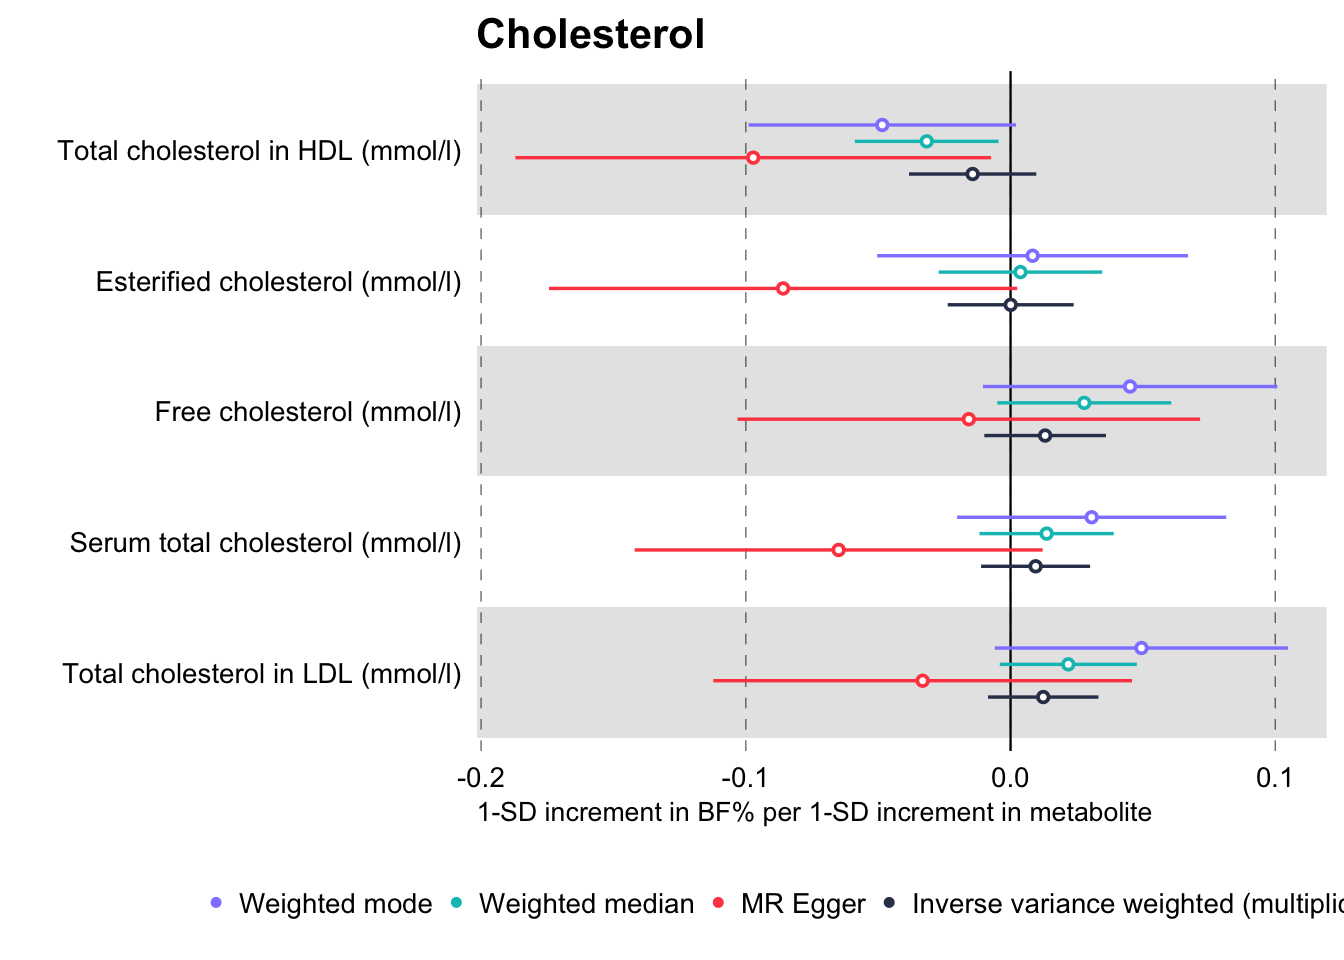 Cholesterol
Total cholesterol in HDL (mmol/l)
Esterified cholesterol (mmol/l)
Free cholesterol (mmol/l)
Serum total cholesterol (mmol/l)
Total cholesterol in LDL (mmol/l)
-0.2 -0.1 0.0 0.1
1-SD increment in BF% per 1-SD increment in metabolite
Weighted mode Weighted median MR Egger Inverse variance weighted